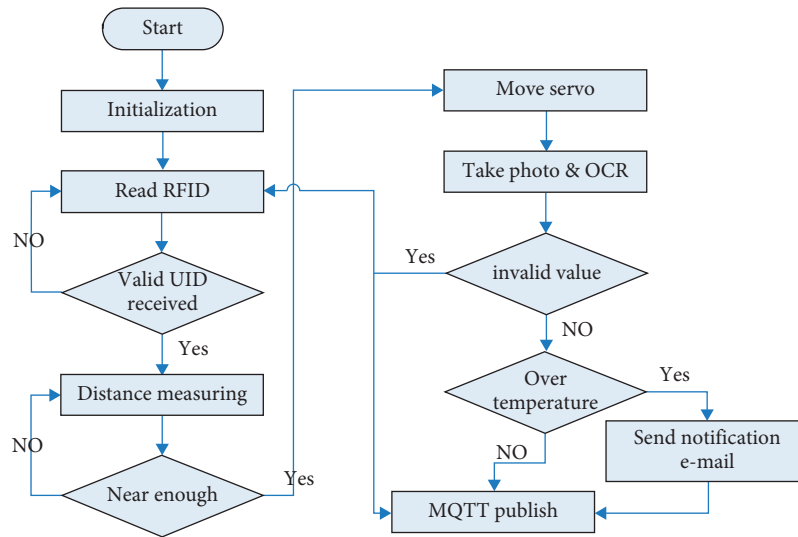 Start
Initialization
Read RFID
NO
Valid UID
received
Yes
Distance measuring
NO
Near enough
Yes
Move servo
Take photo & OCR
Yes
invalid value
NO
Over
temperature
Yes
NO
Send notification
e-mail
MQTT publish